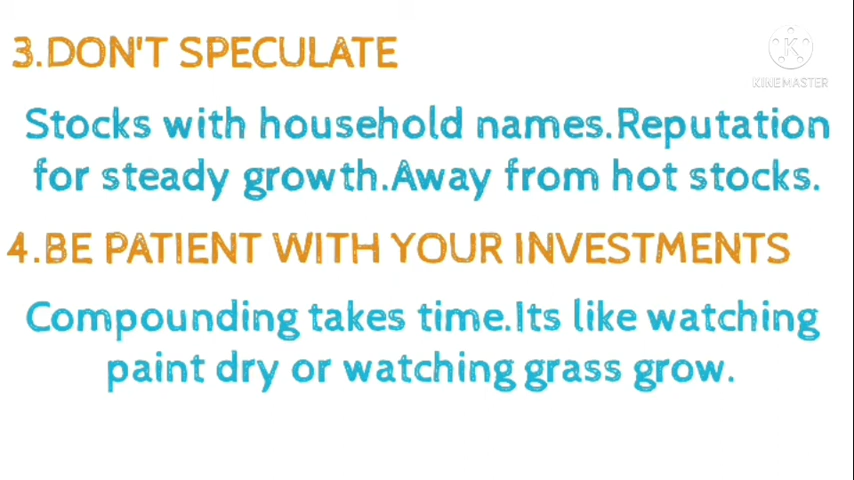 3.DON'T SPECULATE
KINEMASTER
Stocks with household names.Reputation
for steady growth.Away from hot stocks.
4.BE PATIENT WITH YOUR INVESTMENTS
Compounding takes time.Its like watching
paint dry or watching grass grow.